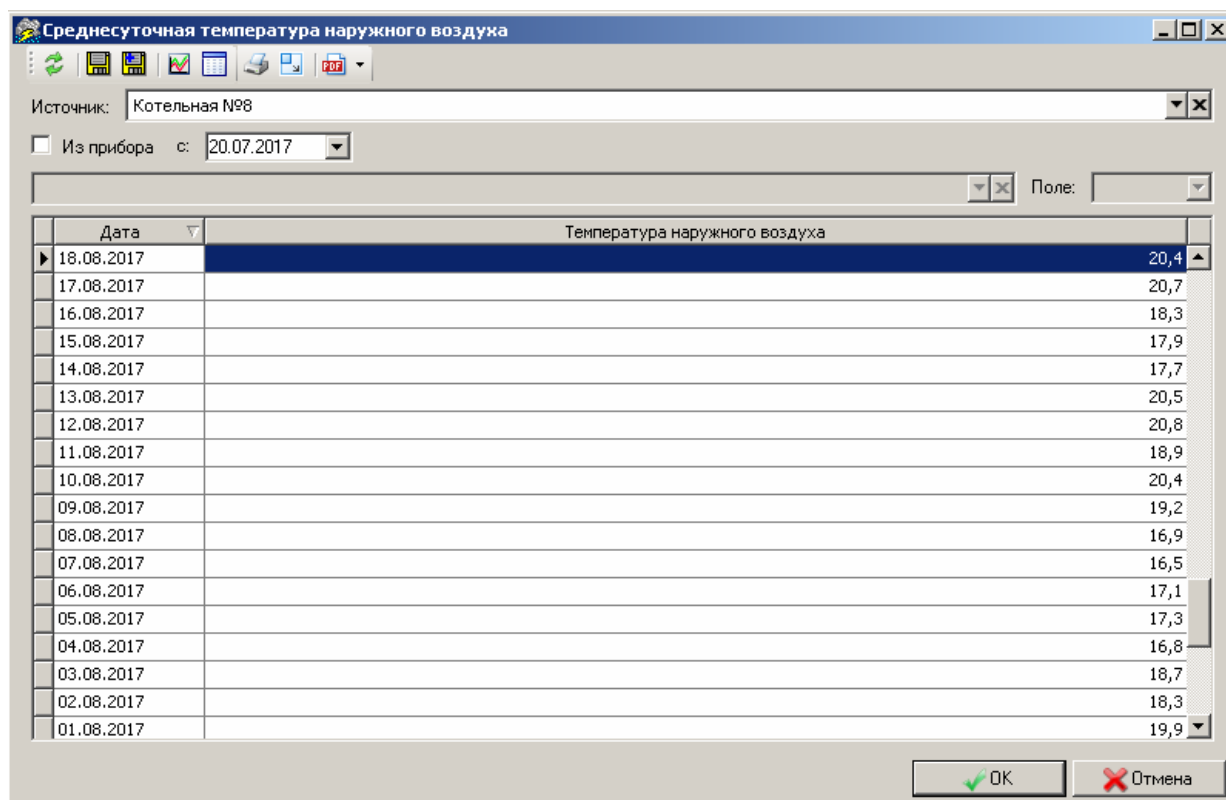 Среднесуточная температура наружного воздуха
PDF
Источник: Котельная №8
Из прибора с: 20.07.2017
Поле:
Дата Температура наружного воздуха
18.08.2017 20,4
17.08.2017 20,7
16.08.2017 18,3
15.08.2017 17,9
14.08.2017 17,7
13.08.2017 20,5
12.08.2017 20,8
11.08.2017 18,9
10.08.2017 20,4
09.08.2017 19,2
08.08.2017 16,9
07.08.2017 16,5
06.08.2017 17,1
05.08.2017 17,3
04.08.2017 16,8
03.08.2017 18,7
02.08.2017 18,3
01.08.2017 19,9
ОК Отмена